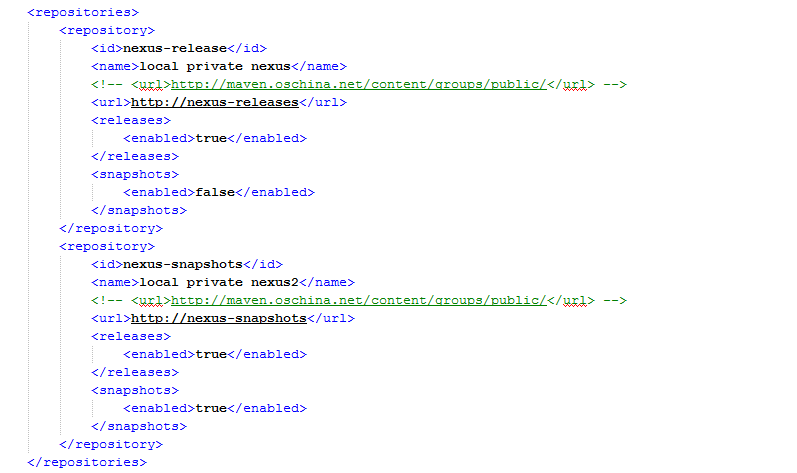 <repositories>
<repository>
<id>nexus-release</id>
<name>local private nexus</name>
<!-- <url>http://maven.oschina.net/content/groups/public/</url> -->
<url>http://nexus-releases</url>
<releases>
<enabled>true</enabled>
</releases>
<snapshots>
<enabled>false</enabled>
</snapshots>
</repository>
<repository>
<id>nexus-snapshots</id>
<name>local private nexus2</name>
<!-- <url>http://maven.oschina.net/content/groups/public/</url> -->
<url>http://nexus-snapshots</url>
<releases>
<enabled>true</enabled>
</releases>
<snapshots>
<enabled>true</enabled>
</snapshots>
</repository>
</repositories>